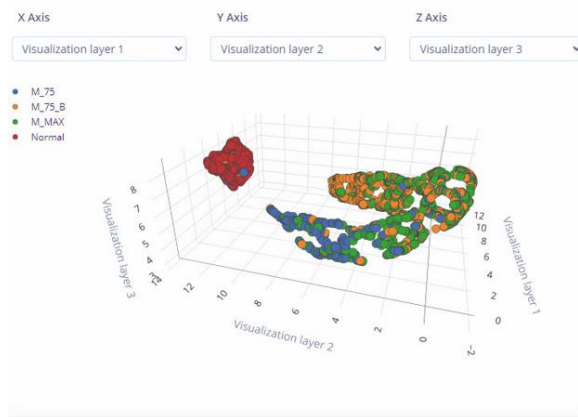 X Axis
Y Axis
Z Axis
Visualization layer 1
Visualization layer 2
Visualization layer 3
M_75
M_75_B
M_MAX
Normal
8
7
6
5
4
3
14
12
10
8
6
4
2
0
−2
12
10
8
6
4
2
0
Visualization layer 3
Visualization layer 2
Visualization layer 1